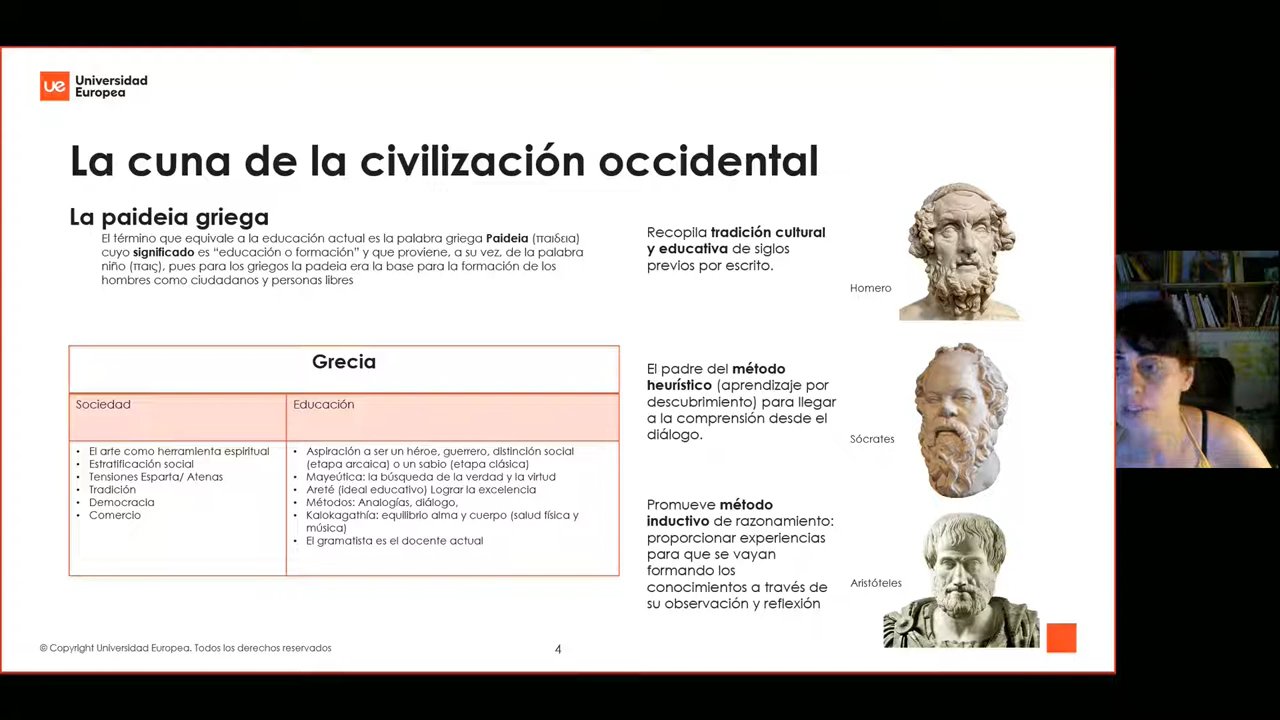 ue Universidad
Europea
La cuna de la civilización occidental
La paideia griega
El término que equivale a la educación actual es la palabra griega Paideia (παιδεια)
cuyo significado es “educación o formación” y que proviene, a su vez, de la palabra
niño (παις), pues para los griegos la padeia era la base para la formación de los
hombres como ciudadanos y personas libres
Grecia
Sociedad
Educación
• El arte como herramienta espiritual
• Estratificación social
• Tensiones Esparta/ Atenas
• Tradición
• Democracia
• Comercio
• Aspiración a ser un héroe, guerrero, distinción social
(etapa arcaica) o un sabio (etapa clásica)
• Mayeútica: la búsqueda de la verdad y la virtud
• Areté (ideal educativo) Lograr la excelencia
• Métodos: Analogías, diálogo,
• Kalokagathía: equilibrio alma y cuerpo (salud física y
música)
• El gramatista es el docente actual
Recopila tradición cultural
y educativa de siglos
previos por escrito.
Homero
El padre del método
heurístico (aprendizaje por
descubrimiento) para llegar
a la comprensión desde el
diálogo.
Sócrates
Promueve método
inductivo de razonamiento:
proporcionar experiencias
para que se vayan
formando los
conocimientos a través de
su observación y reflexión
Aristóteles
© Copyright Universidad Europea. Todos los derechos reservados
4